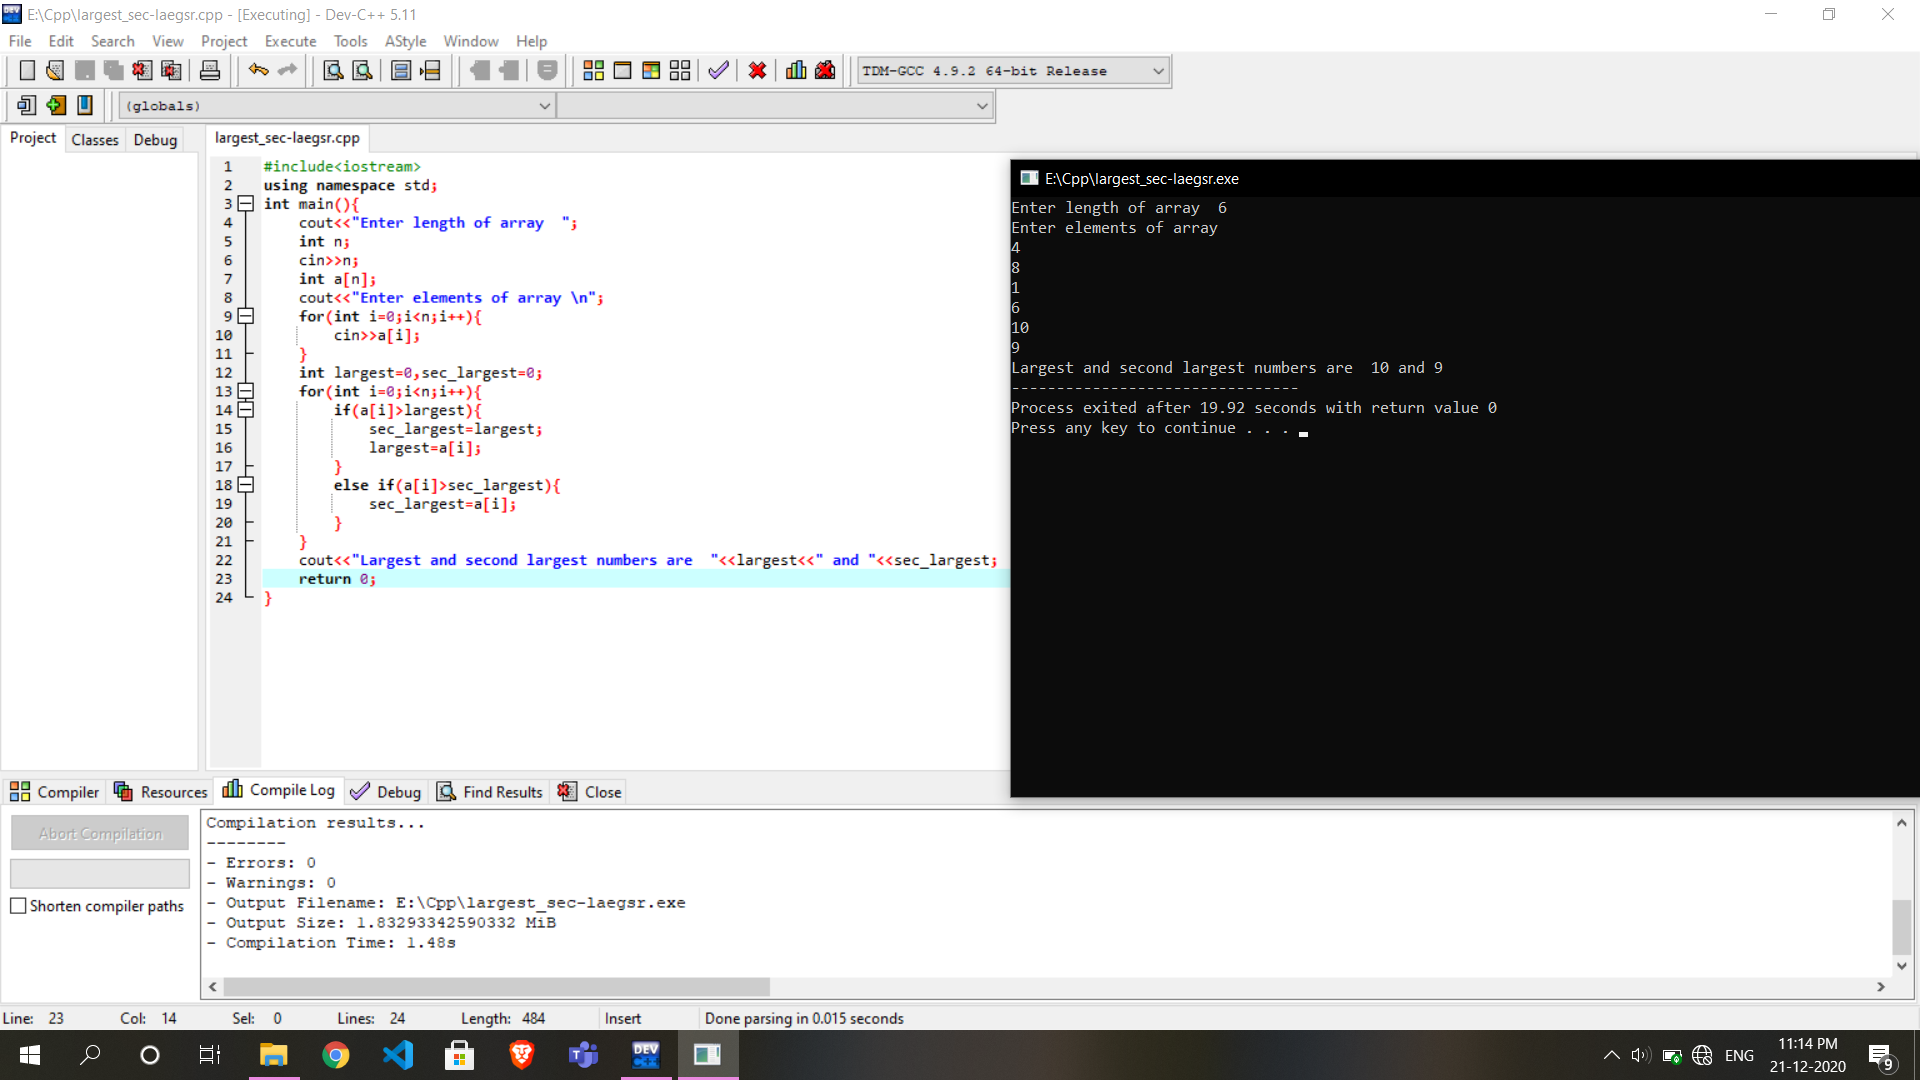 E:\Cpp\largest_sec-laegsr.cpp - [Executing] - Dev-C++ 5.11
File Edit Search View Project Execute Tools AStyle Window Help
TDM-GCC 4.9.2 64-bit Release
(globals)
Project Classes Debug
largest_sec-laegsr.cpp
1 #include<iostream>
2 using namespace std;
3 int main(){
4 cout<<"Enter length of array  ";
5 int n;
6 cin>>n;
7 int a[n];
8 cout<<"Enter elements of array \n";
9 for(int i=0;i<n;i++){
10 cin>>a[i];
11 }
12 int largest=0,sec_largest=0;
13 for(int i=0;i<n;i++){
14 if(a[i]>largest){
15 sec_largest=largest;
16 largest=a[i];
17 }
18 else if(a[i]>sec_largest){
19 sec_largest=a[i];
20 }
21 }
22 cout<<"Largest and second largest numbers are  "<<largest<<" and "<<sec_largest;
23 return 0;
24 }
E:\Cpp\largest_sec-laegsr.exe
Enter length of array  6
Enter elements of array
4
8
1
6
10
9
Largest and second largest numbers are  10 and 9
--------------------------------
Process exited after 19.92 seconds with return value 0
Press any key to continue . . .
Compiler Resources Compile Log Debug Find Results Close
Abort Compilation
Shorten compiler paths
Compilation results...
--------
- Errors: 0
- Warnings: 0
- Output Filename: E:\Cpp\largest_sec-laegsr.exe
- Output Size: 1.83293342590332 MiB
- Compilation Time: 1.48s
Line: 23 Col: 14 Sel: 0 Lines: 24 Length: 484 Insert Done parsing in 0.015 seconds
DEV C++
ENG
11:14 PM
21-12-2020
9